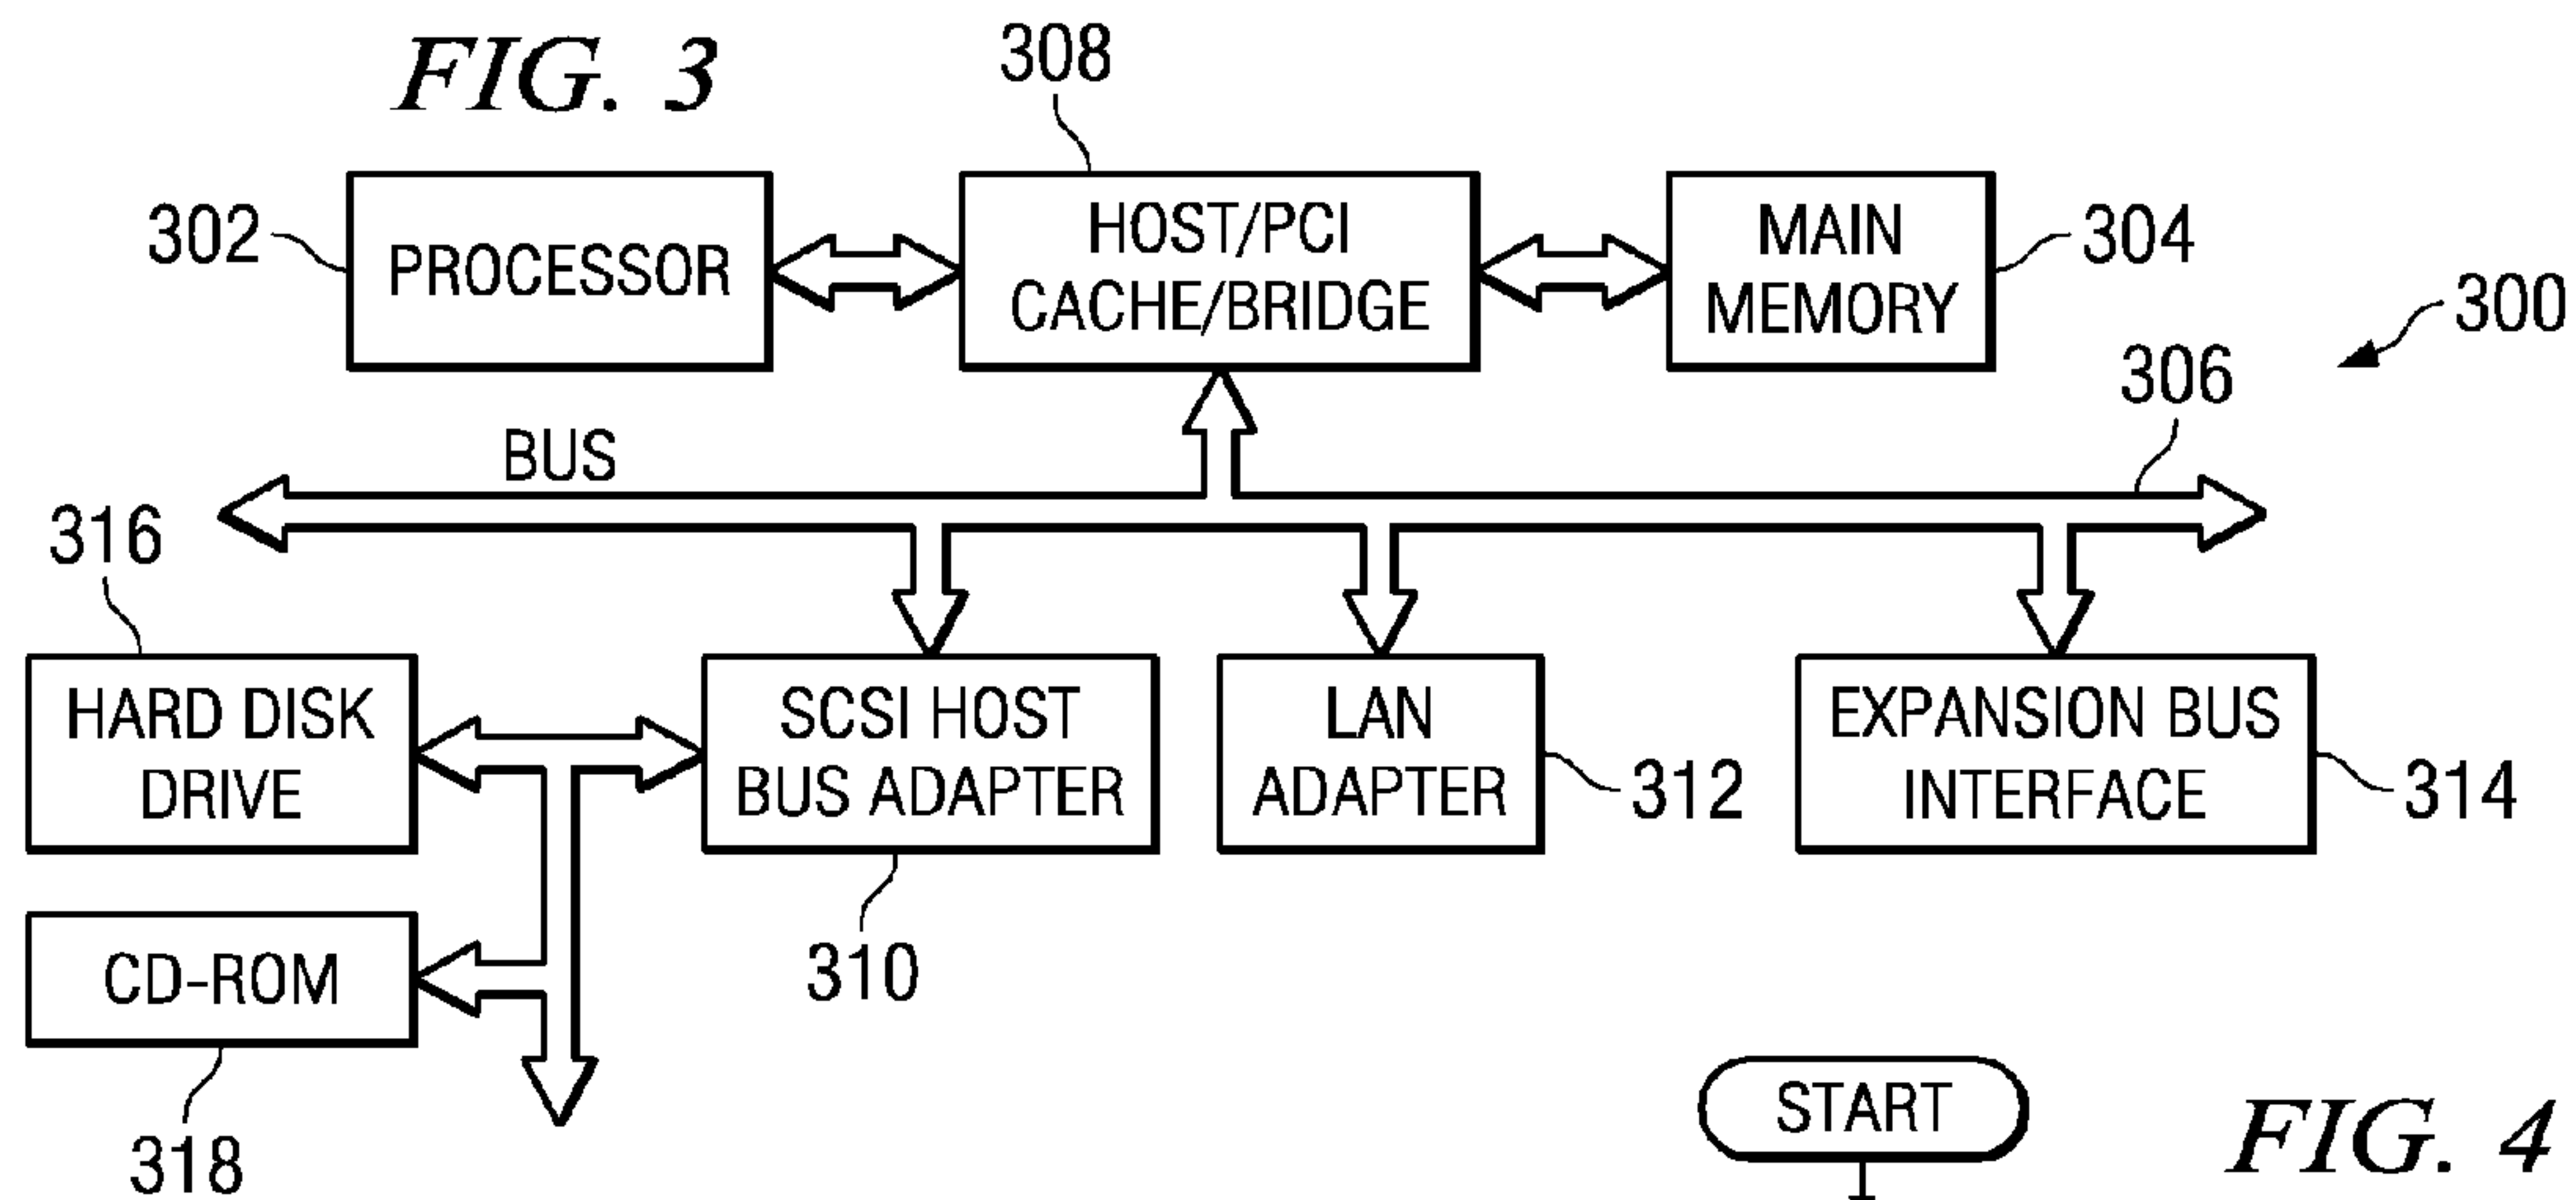 FIG. 3
308
302
PROCESSOR
HOST/PCI
CACHE/BRIDGE
MAIN
MEMORY
304
300
306
BUS
316
HARD DISK
DRIVE
SCSI HOST
BUS ADAPTER
LAN
ADAPTER
312
EXPANSION BUS
INTERFACE
314
310
CD-ROM
318
START
FIG. 4